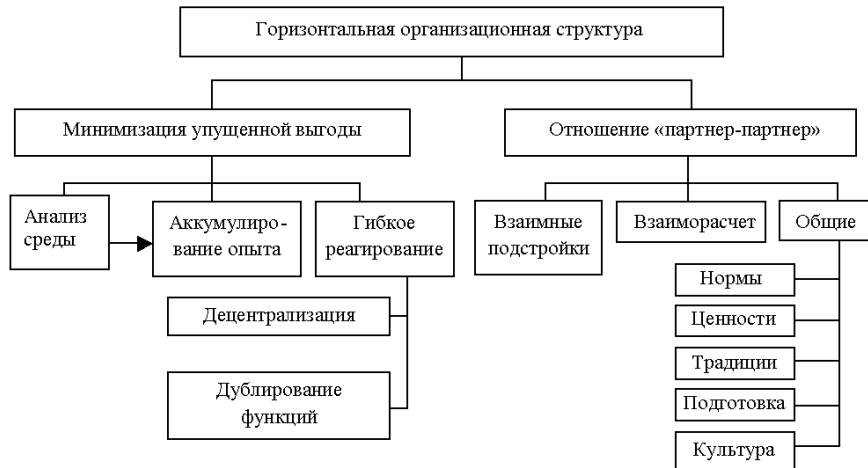 Горизонтальная организационная структура
Минимизация упущенной выгоды
Отношение «партнер-партнер»
Анализ
среды
Аккумулиро-
вание опыта
Гибкое
реагирование
Взаимные
подстройки
Взаиморасчет
Общие
Децентрализация
Дублирование
функций
Нормы
Ценности
Традиции
Подготовка
Культура